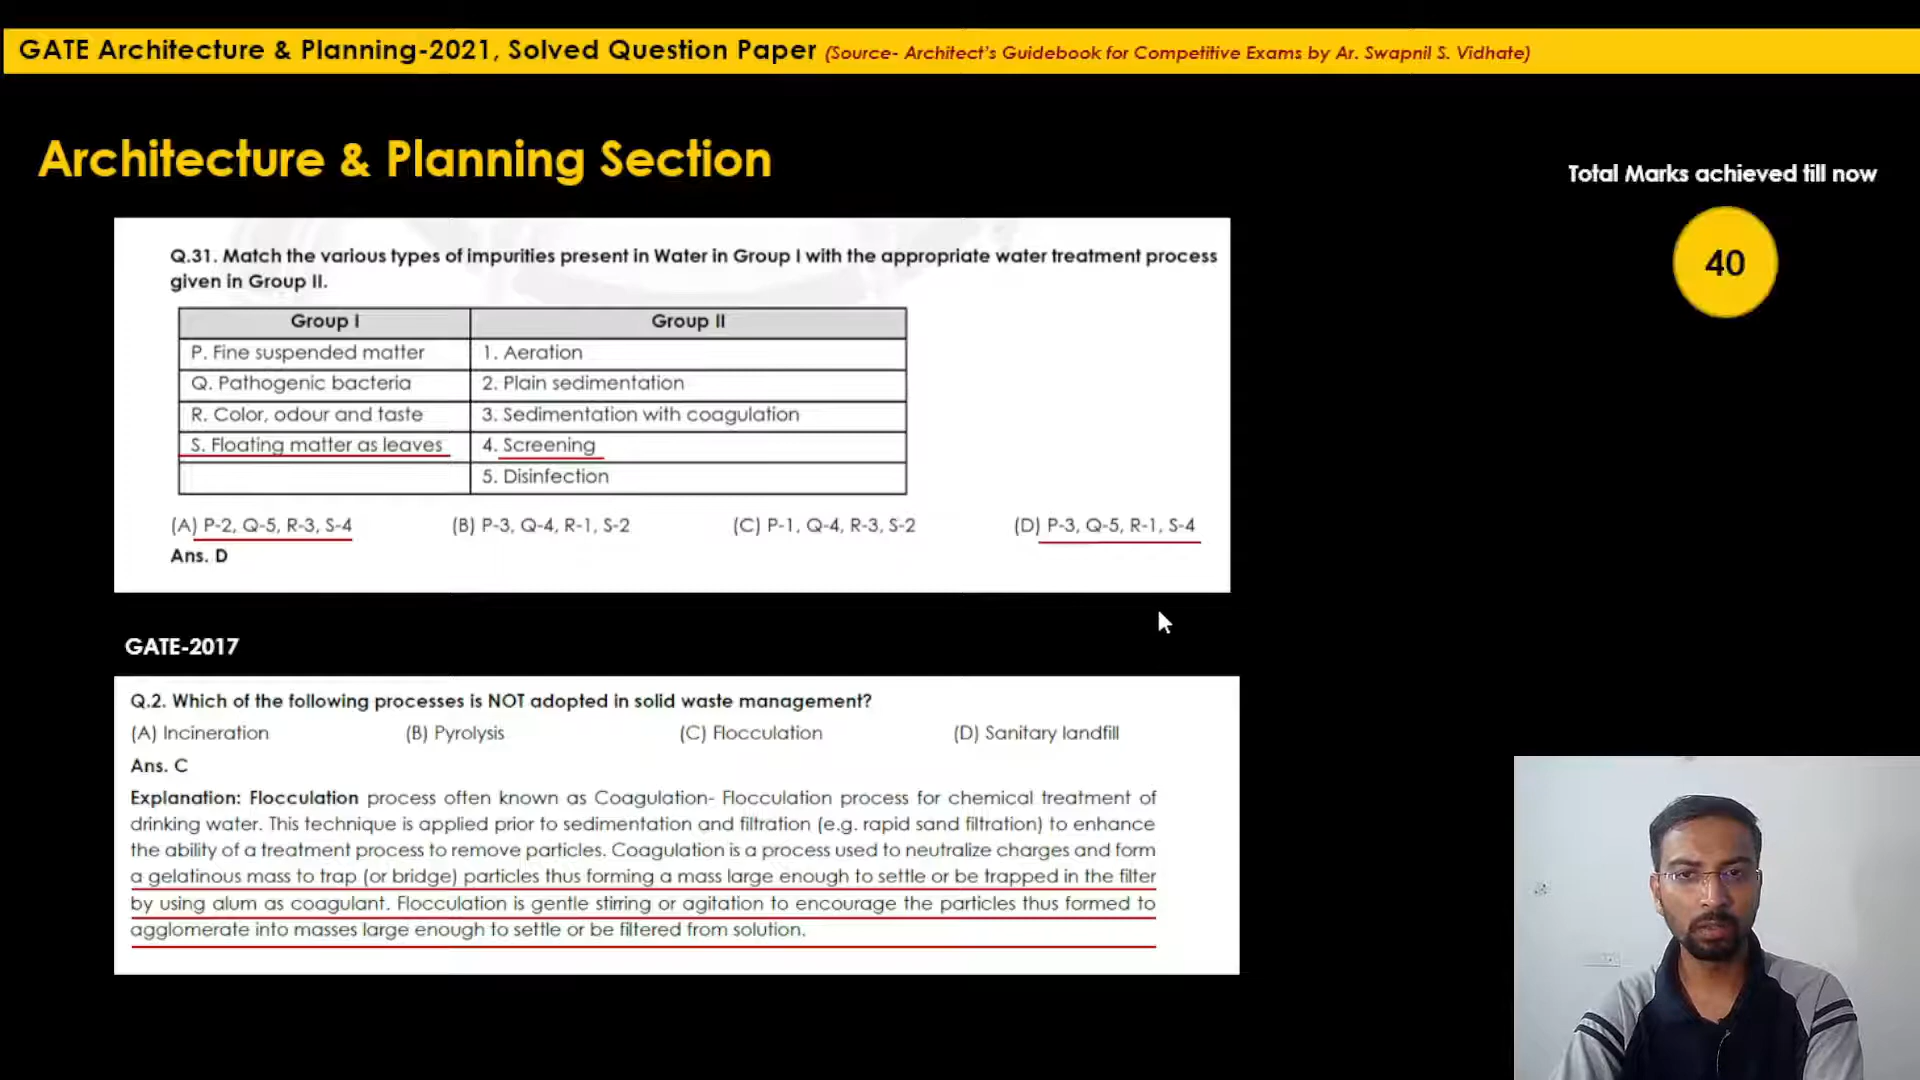 GATE Architecture & Planning-2021, Solved Question Paper (Source- Architect's Guidebook for Competitive Exams by Ar. Swapnil S. Vidhate)
Architecture & Planning Section
Total Marks achieved till now
40
Q.31. Match the various types of impurities present in Water in Group I with the appropriate water treatment process
given in Group II.
Group I Group II
P. Fine suspended matter 1. Aeration
Q. Pathogenic bacteria 2. Plain sedimentation
R. Color, odour and taste 3. Sedimentation with coagulation
S. Floating matter as leaves 4. Screening
5. Disinfection
(A) P-2, Q-5, R-3, S-4 (B) P-3, Q-4, R-1, S-2 (C) P-1, Q-4, R-3, S-2 (D) P-3, Q-5, R-1, S-4
Ans. D
GATE-2017
Q.2. Which of the following processes is NOT adopted in solid waste management?
(A) Incineration (B) Pyrolysis (C) Flocculation (D) Sanitary landfill
Ans. C
Explanation: Flocculation process often known as Coagulation- Flocculation process for chemical treatment of
drinking water. This technique is applied prior to sedimentation and filtration (e.g. rapid sand filtration) to enhance
the ability of a treatment process to remove particles. Coagulation is a process used to neutralize charges and form
a gelatinous mass to trap (or bridge) particles thus forming a mass large enough to settle or be trapped in the filter
by using alum as coagulant. Flocculation is gentle stirring or agitation to encourage the particles thus formed to
agglomerate into masses large enough to settle or be filtered from solution.